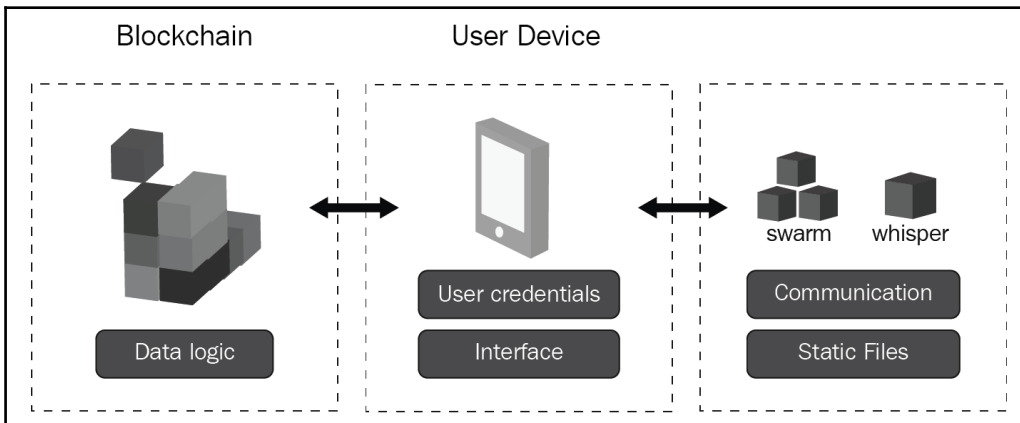 Blockchain
User Device
Data logic
User credentials
Interface
swarm
whisper
Communication
Static Files